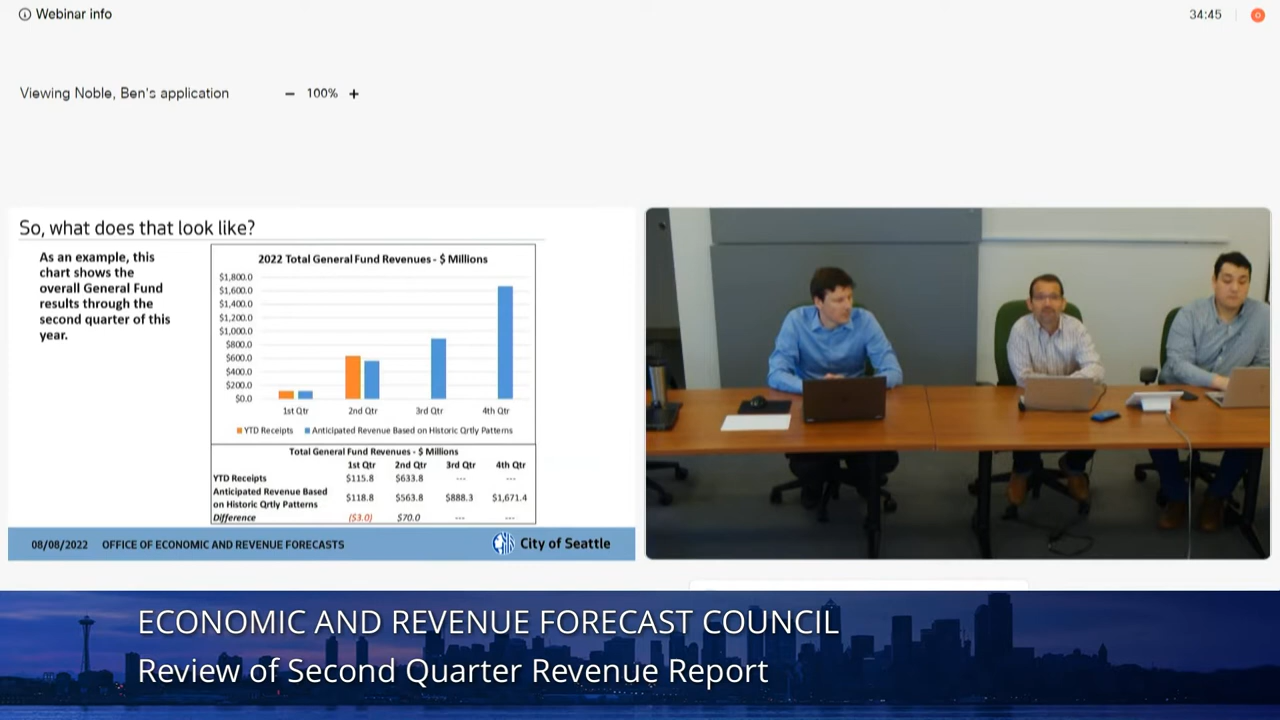 Webinar info
34:45
Viewing Noble, Ben's application
− 100% +
So, what does that look like?
As an example, this
chart shows the
overall General Fund
results through the
second quarter of this
year.
2022 Total General Fund Revenues - $ Millions
$1,800.0
$1,600.0
$1,400.0
$1,200.0
$1,000.0
$800.0
$600.0
$400.0
$200.0
$0.0
1st Qtr 2nd Qtr 3rd Qtr 4th Qtr
YTD Receipts Anticipated Revenue Based on Historic Qrtly Patterns
Total General Fund Revenues - $ Millions
1st Qtr 2nd Qtr 3rd Qtr 4th Qtr
YTD Receipts $115.8 $633.8 --- ---
Anticipated Revenue Based
on Historic Qrtly Patterns $118.8 $563.8 $888.3 $1,671.4
Difference ($3.0) $70.0 --- ---
08/08/2022 OFFICE OF ECONOMIC AND REVENUE FORECASTS
City of Seattle
ECONOMIC AND REVENUE FORECAST COUNCIL
Review of Second Quarter Revenue Report